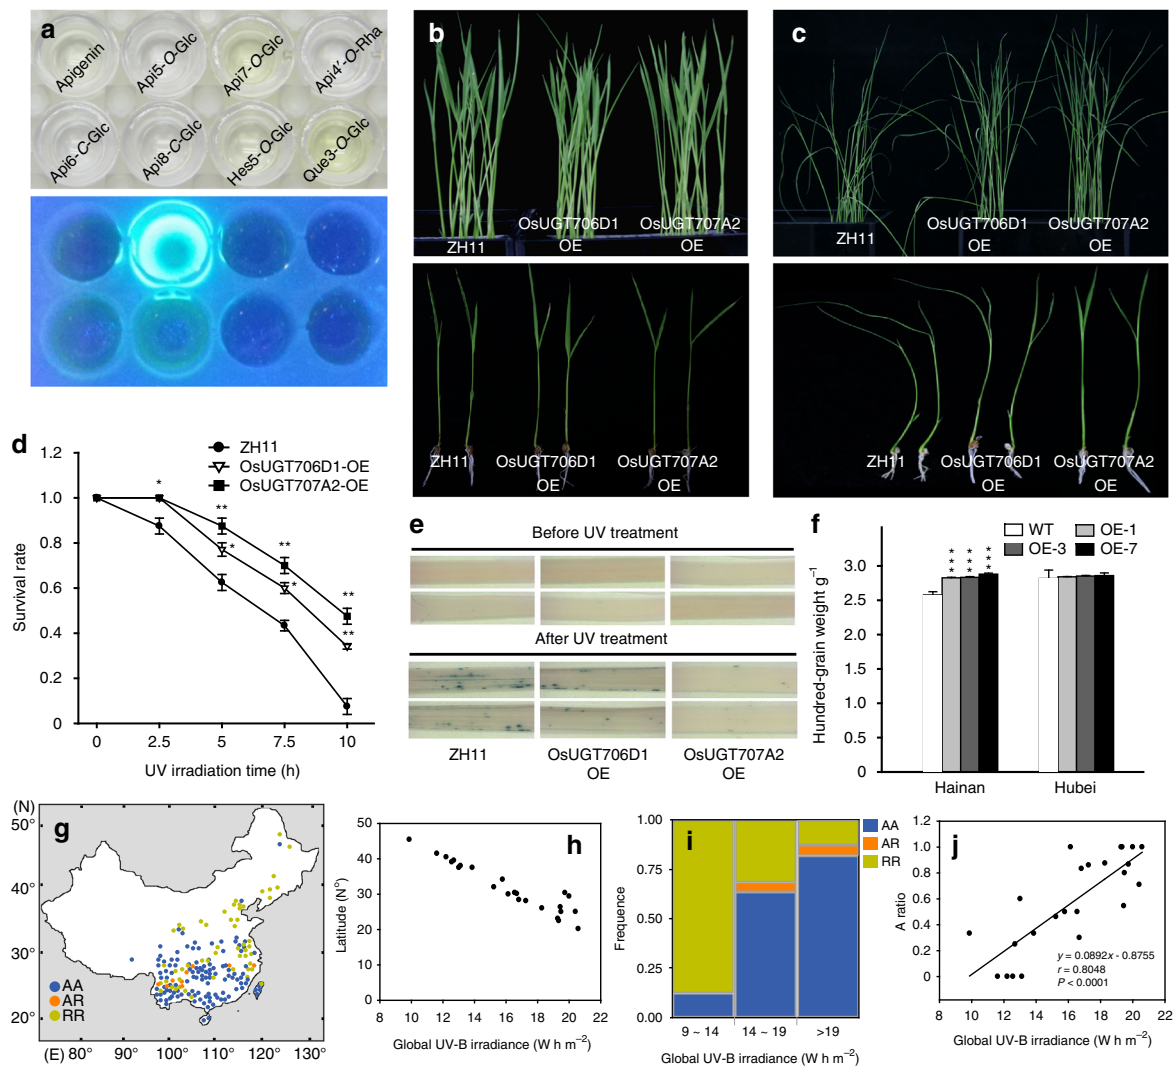 a
Apigenin
Api5-O-Glc
Api7-O-Glc
Api4′-O-Rha
Api6-C-Glc
Api8-C-Glc
Hes5-O-Glc
Que3-O-Glc
b
ZH11
OsUGT706D1
OE
OsUGT707A2
OE
ZH11
OsUGT706D1
OE
OsUGT707A2
OE
c
ZH11
OsUGT706D1
OE
OsUGT707A2
OE
ZH11
OsUGT706D1
OE
OsUGT707A2
OE
d
ZH11
OsUGT706D1-OE
OsUGT707A2-OE
Survival rate
1.2
1.0
0.8
0.6
0.4
0.2
0
* ** * ** * ** **
0 2.5 5 7.5 10
UV irradiation time (h)
e
Before UV treatment
After UV treatment
ZH11
OsUGT706D1
OE
OsUGT707A2
OE
f
WT OE-1
OE-3 OE-7
Hundred-grain weight g–1
3.0
2.5
2.0
1.5
1.0
0.5
0
*** *** ***
Hainan Hubei
g
(N)
50°
40°
30°
20°
AA
AR
RR
(E) 80° 90° 100° 110° 120° 130°
h
Latitude (N°)
50
40
30
20
10
0
8 10 12 14 16 18 20 22
Global UV-B irradiance (W h m–2)
i
Frequence
1.00
0.75
0.50
0.25
0.00
9 ~ 14 14 ~ 19 >19
Global UV-B irradiance (W h m–2)
AA
AR
RR
j
A ratio
1.2
1.0
0.8
0.6
0.4
0.2
0
y = 0.0892x - 0.8755
r = 0.8048
P < 0.0001
8 10 12 14 16 18 20 22
Global UV-B irradiance (W h m–2)